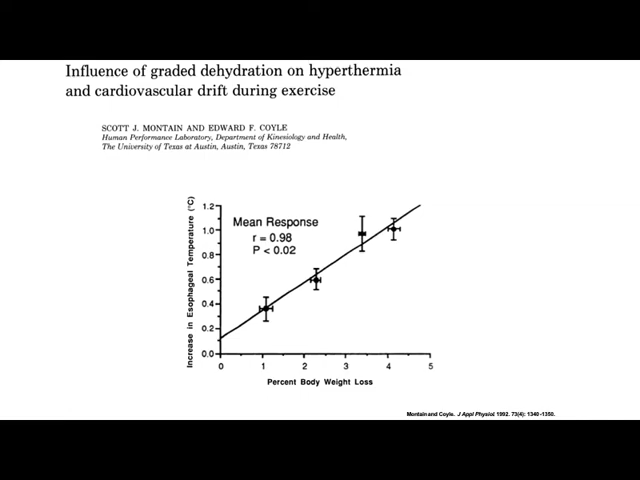 Influence of graded dehydration on hyperthermia
and cardiovascular drift during exercise
SCOTT J. MONTAIN AND EDWARD F. COYLE
Human Performance Laboratory, Department of Kinesiology and Health,
The University of Texas at Austin, Austin, Texas 78712
Increase in Esophageal Temperature (°C)
1.2
1.0
0.8
0.6
0.4
0.2
0.0
Mean Response
r = 0.98
P < 0.02
0 1 2 3 4 5
Percent Body Weight Loss
Montain and Coyle. J Appl Physiol. 1992. 73(4): 1340-1350.